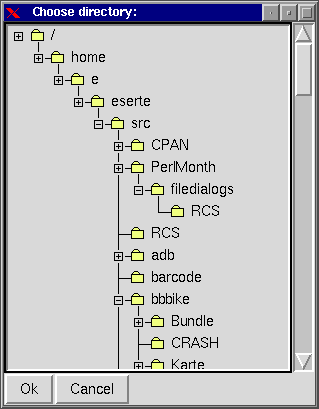 Choose directory:
/
home
e
eserte
src
CPAN
PerlMonth
filedialogs
RCS
RCS
adb
barcode
bbbike
Bundle
CRASH
Karte
Ok Cancel